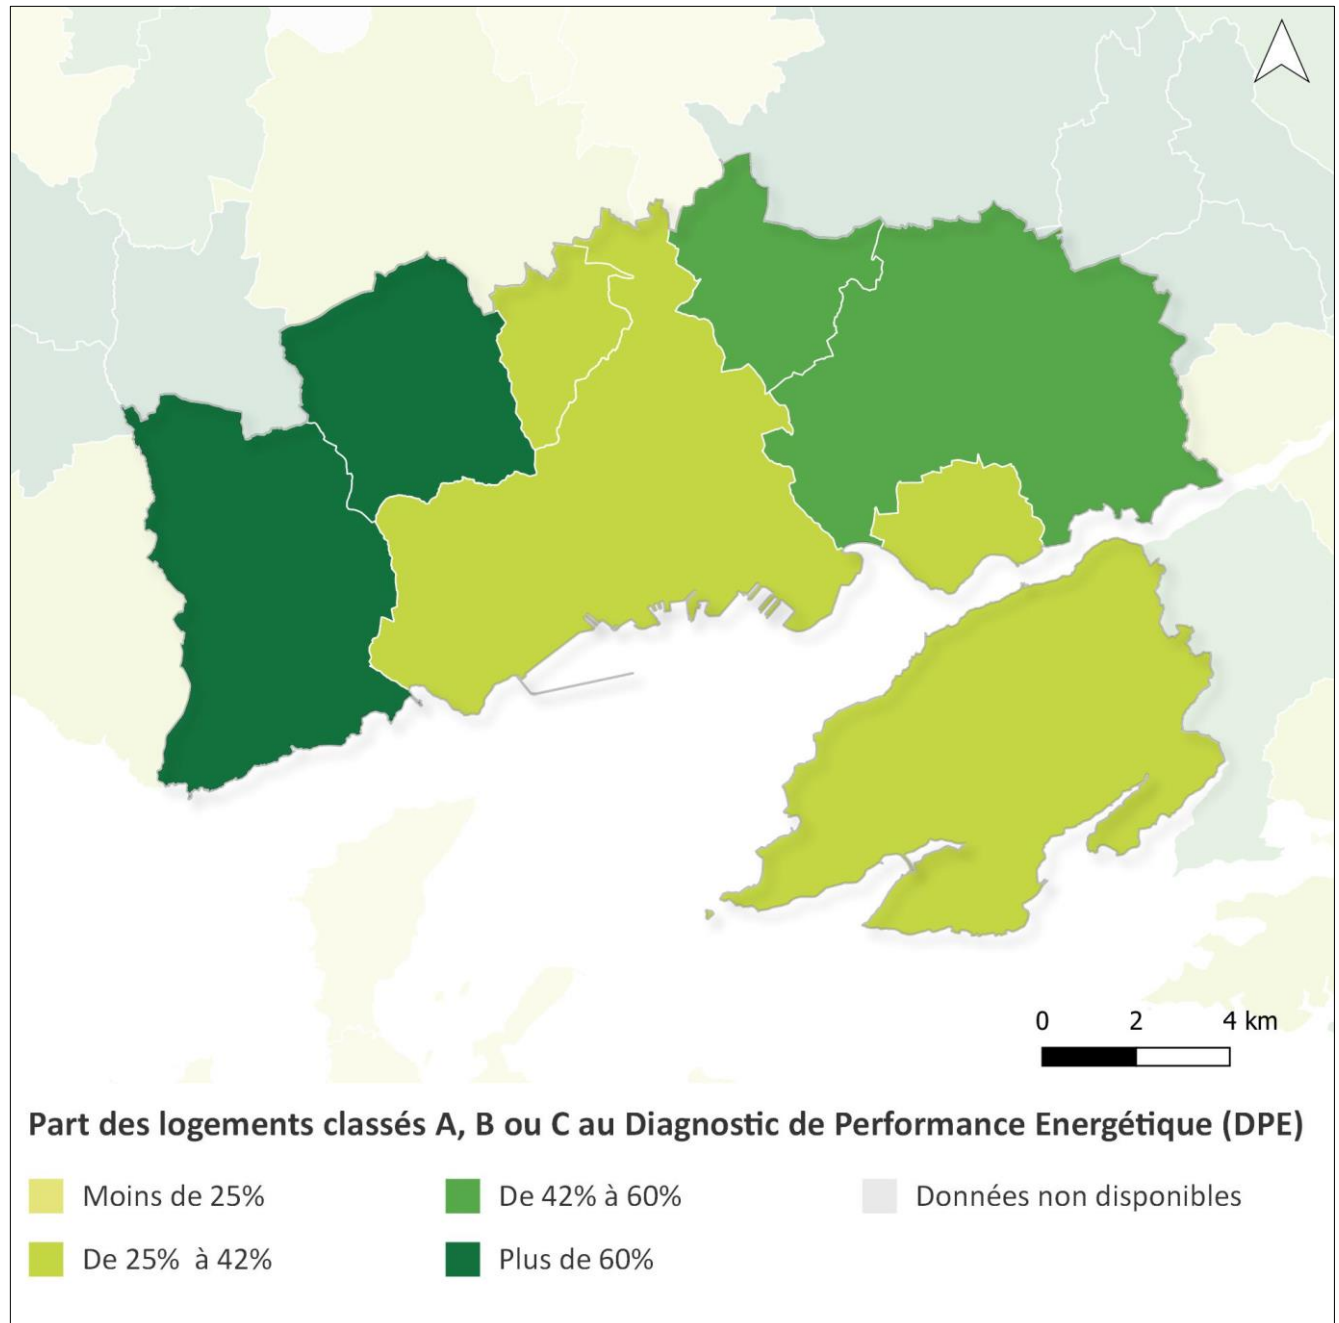 0 2 4 km
Part des logements classés A, B ou C au Diagnostic de Performance Energétique (DPE)
Moins de 25%
De 25% à 42%
De 42% à 60%
Plus de 60%
Données non disponibles